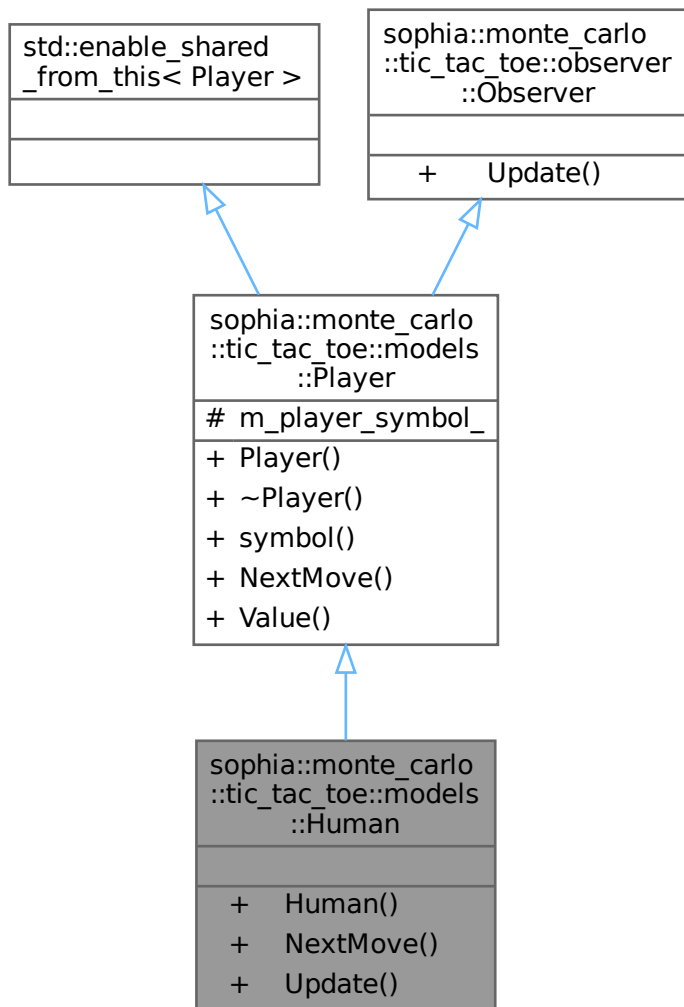 std::enable_shared
_from_this< Player >
sophia::monte_carlo
::tic_tac_toe::observer
::Observer
+ Update()
sophia::monte_carlo
::tic_tac_toe::models
::Player
# m_player_symbol_
+ Player()
+ ~Player()
+ symbol()
+ NextMove()
+ Value()
sophia::monte_carlo
::tic_tac_toe::models
::Human
+ Human()
+ NextMove()
+ Update()